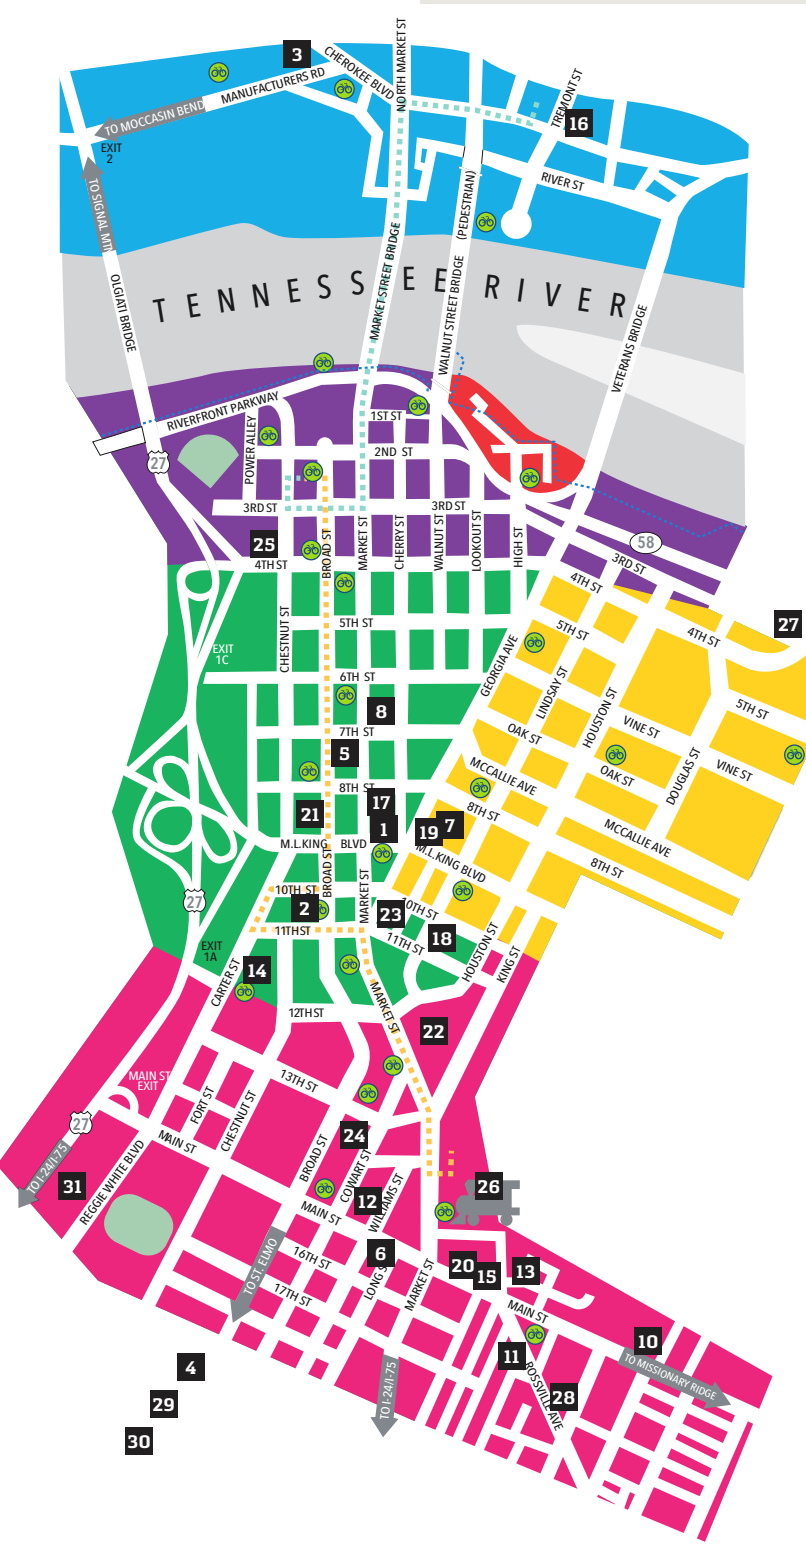 3
CHEROKEE BLVD
NORTH MARKET ST
MANUFACTURERS RD
TO MOCCASIN BEND
EXIT
2
TREMONT ST
16
RIVER ST
TO SIGNAL MTN
OLGIATI BRIDGE
MARKET STREET BRIDGE
WALNUT STREET BRIDGE (PEDESTRIAN)
VETERANS BRIDGE
TENNESSEE RIVER
RIVERFRONT PARKWAY
POWER ALLEY
1ST ST
2ND ST
27
3RD ST
3RD ST
25
4TH ST
BROAD ST
MARKET ST
CHERRY ST
WALNUT ST
LOOKOUT ST
HIGH ST
58
3RD ST
4TH ST
27
4TH ST
5TH ST
CHESTNUT ST
5TH ST
EXIT
1C
GEORGIA AVE
LINDSAY ST
HOUSTON ST
6TH ST
5TH ST
8
7TH ST
VINE ST
OAK ST
5
DOUGLAS ST
VINE ST
OAK ST
MCCALLIE AVE
8TH ST
17
8TH ST
21
1
19
7
MCCALLIE AVE
M.L.KING BLVD
M.L.KING BLVD
8TH ST
BROAD ST
MARKET ST
10TH ST
27
2
23
10TH ST
11TH ST
18
11TH ST
EXIT
1A
HOUSTON ST
KING ST
14
CARTER ST
MARKET ST
12TH ST
22
13TH ST
MAIN ST
EXIT
FORT ST
CHESTNUT ST
27
24
MAIN ST
BROAD ST
COWART ST
TO I-24/I-75
31
REGGIE WHITE BLVD
12
WILLIAMS ST
26
MAIN ST
6
16TH ST
TO ST. ELMO
LONG S
MARKET ST
20
15
13
17TH ST
MAIN ST
10
11
TO MISSIONARY RIDGE
4
ROSSVILLE AVE
TO I-24/I-75
28
29
30